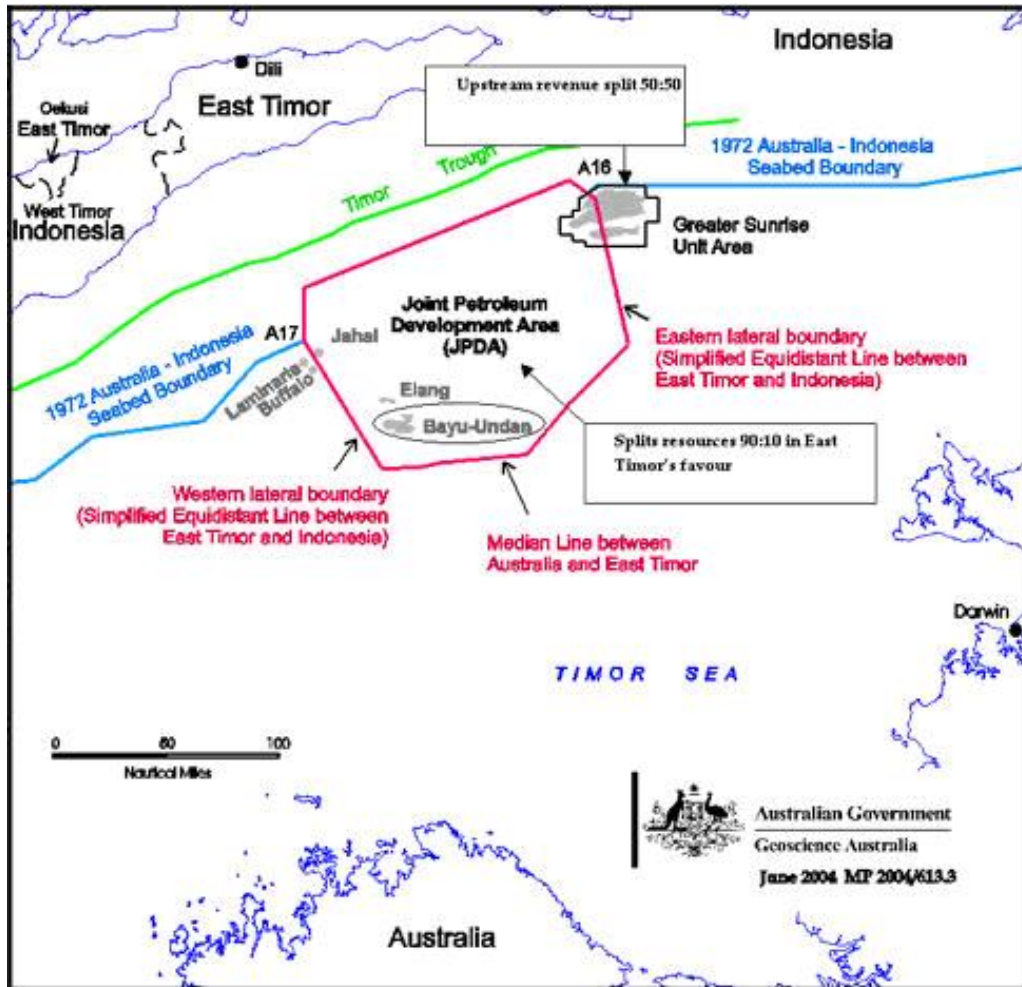 Indonesia
Dili
East Timor
Upstream revenue split 50:50
Oekusi
East Timor
West Timor
Indonesia
Timor Trough
A16
1972 Australia - Indonesia
Seabed Boundary
Greater Sunrise
Unit Area
Joint Petroleum
Development Area
(JPDA)
A17
Jahal
1972 Australia - Indonesia
Seabed Boundary
Laminaria
Buffalo
Elang
Bayu-Undan
Eastern lateral boundary
(Simplified Equidistant Line between
East Timor and Indonesia)
Splits resources 90:10 in East
Timor's favour
Western lateral boundary
(Simplified Equidistant Line between
East Timor and Indonesia)
Median Line between
Australia and East Timor
Darwin
TIMOR SEA
0 50 100
Nautical Miles
Australian Government
Geoscience Australia
June 2004 MP 2004/613.3
Australia